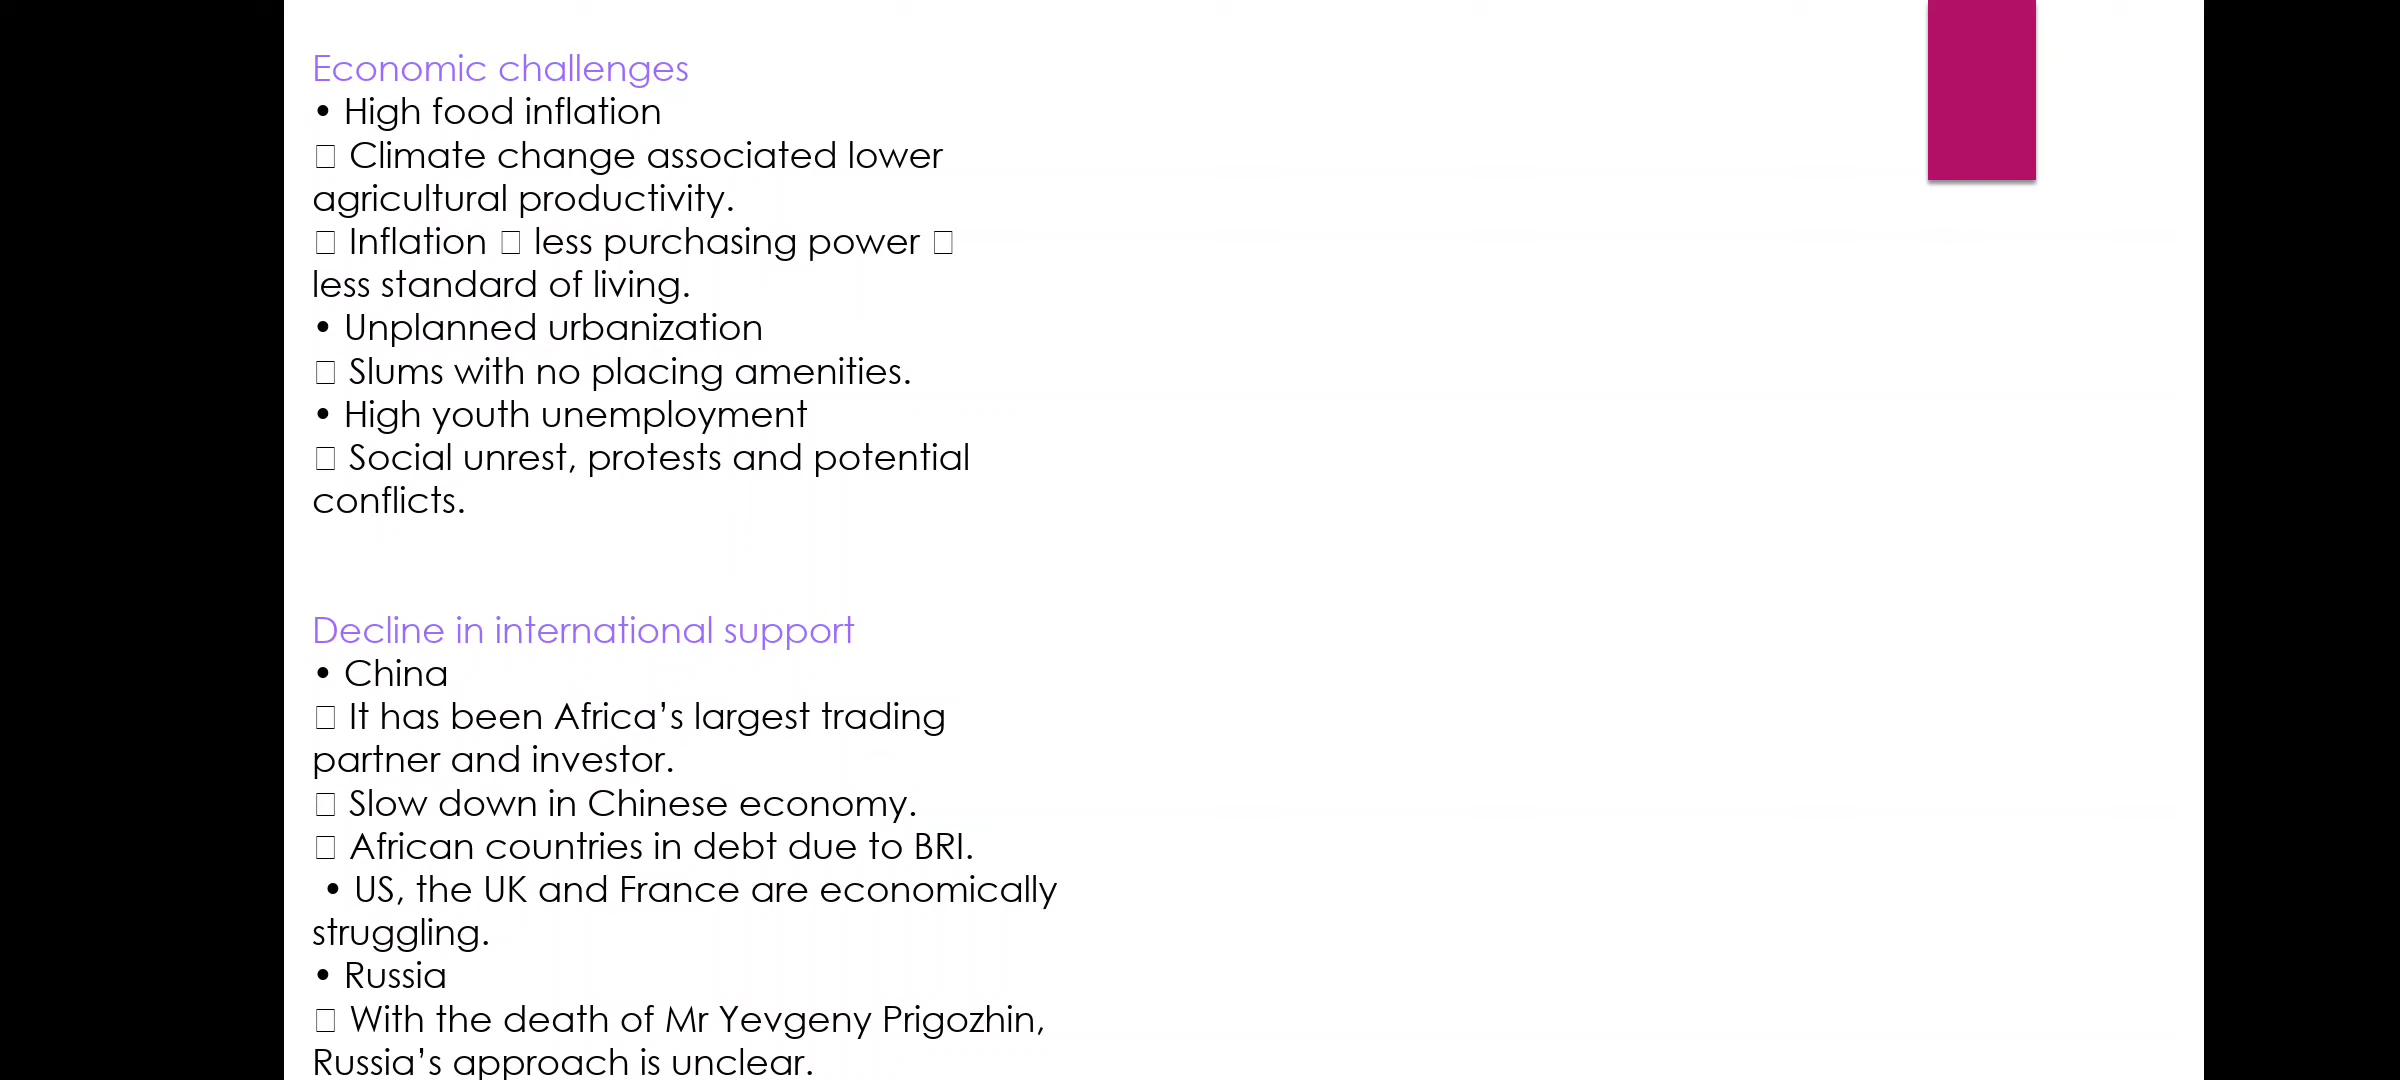 Economic challenges
• High food inflation
□ Climate change associated lower
agricultural productivity.
□ Inflation □ less purchasing power □
less standard of living.
• Unplanned urbanization
□ Slums with no placing amenities.
• High youth unemployment
□ Social unrest, protests and potential
conflicts.
Decline in international support
• China
□ It has been Africa’s largest trading
partner and investor.
□ Slow down in Chinese economy.
□ African countries in debt due to BRI.
• US, the UK and France are economically
struggling.
• Russia
□ With the death of Mr Yevgeny Prigozhin,
Russia’s approach is unclear.